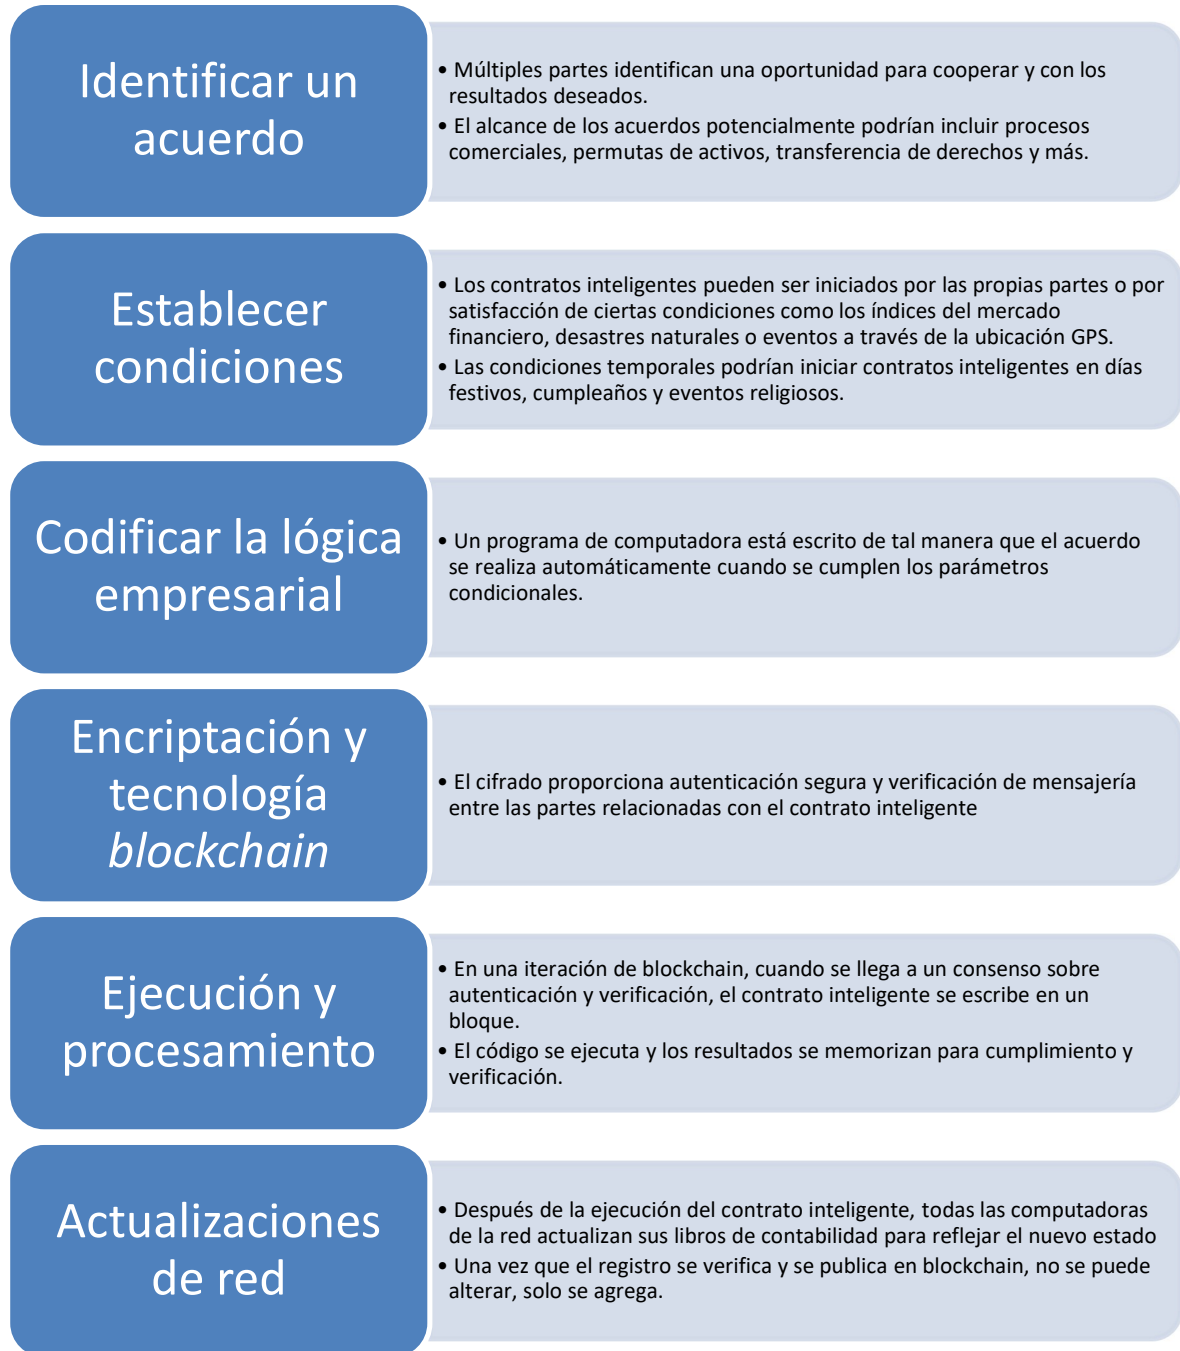 Identificar un
acuerdo
• Múltiples partes identifican una oportunidad para cooperar y con los
resultados deseados.
• El alcance de los acuerdos potencialmente podrían incluir procesos
comerciales, permutas de activos, transferencia de derechos y más.
Establecer
condiciones
• Los contratos inteligentes pueden ser iniciados por las propias partes o por
satisfacción de ciertas condiciones como los índices del mercado
financiero, desastres naturales o eventos a través de la ubicación GPS.
• Las condiciones temporales podrían iniciar contratos inteligentes en días
festivos, cumpleaños y eventos religiosos.
Codificar la lógica
empresarial
• Un programa de computadora está escrito de tal manera que el acuerdo
se realiza automáticamente cuando se cumplen los parámetros
condicionales.
Encriptación y
tecnología
blockchain
• El cifrado proporciona autenticación segura y verificación de mensajería
entre las partes relacionadas con el contrato inteligente
Ejecución y
procesamiento
• En una iteración de blockchain, cuando se llega a un consenso sobre
autenticación y verificación, el contrato inteligente se escribe en un
bloque.
• El código se ejecuta y los resultados se memorizan para cumplimiento y
verificación.
Actualizaciones
de red
• Después de la ejecución del contrato inteligente, todas las computadoras
de la red actualizan sus libros de contabilidad para reflejar el nuevo estado
• Una vez que el registro se verifica y se publica en blockchain, no se puede
alterar, solo se agrega.